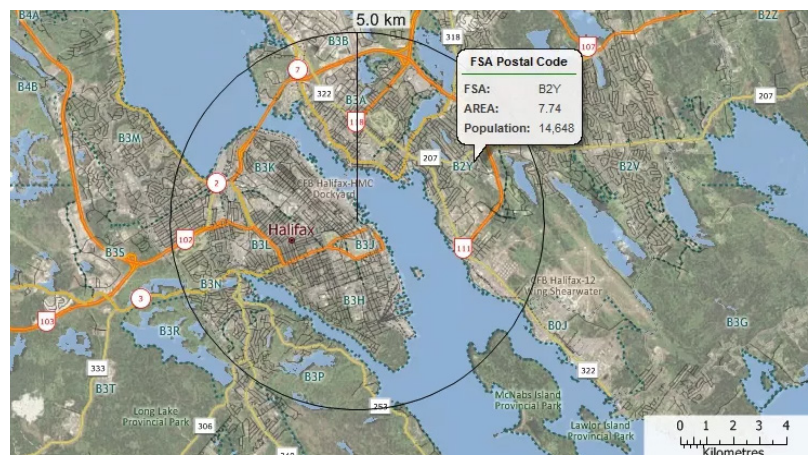 B4A
5.0 km
B2Z
B3B
318
107
7
FSA Postal Code
B4B
FSA: B2Y
AREA: 7.74
Population: 14,648
322
B3A
207
118
B3M
207
B2Y
B2V
B3K
CFB Halifax-HMC
Dockyard
2
Halifax
102
B3L
B3J
111
B3S
B3N
CFB Halifax-12
Wing Shearwater
3
B3H
103
B3R
B0J
B3G
333
B3P
322
B3T
253
McNabs Island
Provincial Park
Long Lake
Provincial Park
306
Lawlor Island
Provincial Park
0 1 2 3 4
Kilometres